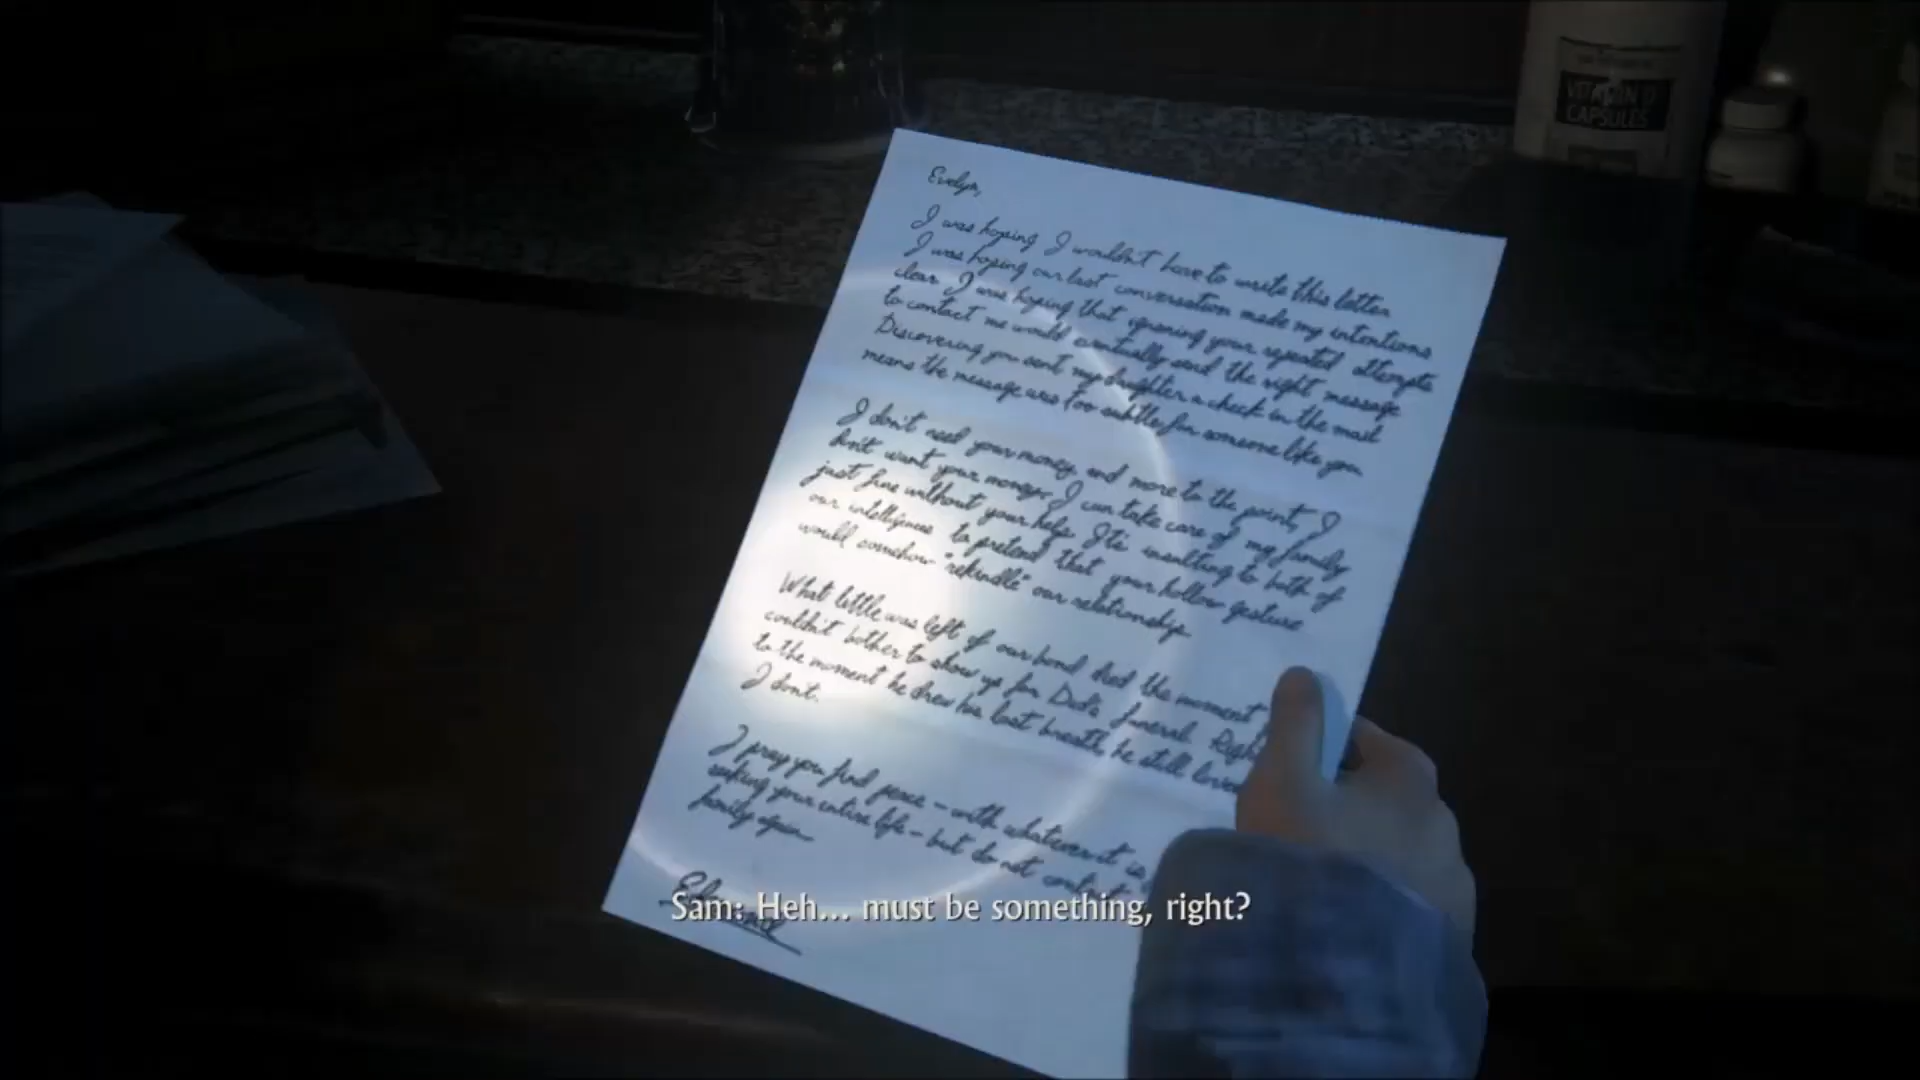 VITAMIN D
CAPSULES
Evelyn,
I was hoping I wouldn't have to write this letter.
I was hoping our last conversation made my intentions
clear. I was hoping that ignoring your repeated attempts
to contact me would eventually send the right message.
Discovering you sent my daughter a check in the mail
means the message was too subtle for someone like you.
I don't need your money and more to the point, I
don't want your money. I can take care of my family
just fine without your help. It's insulting to both of
our intelligences to pretend that your hollow gesture
would somehow "rekindle" our relationship.
What little was left of our bond died the moment
couldn't bother to show up for Dad's funeral. Right
to the moment he drew his last breath, he still loved
I don't.
I pray you find peace - with whatever it is
seeking your entire life - but do not contact
family again.
Sam: Heh... must be something, right?